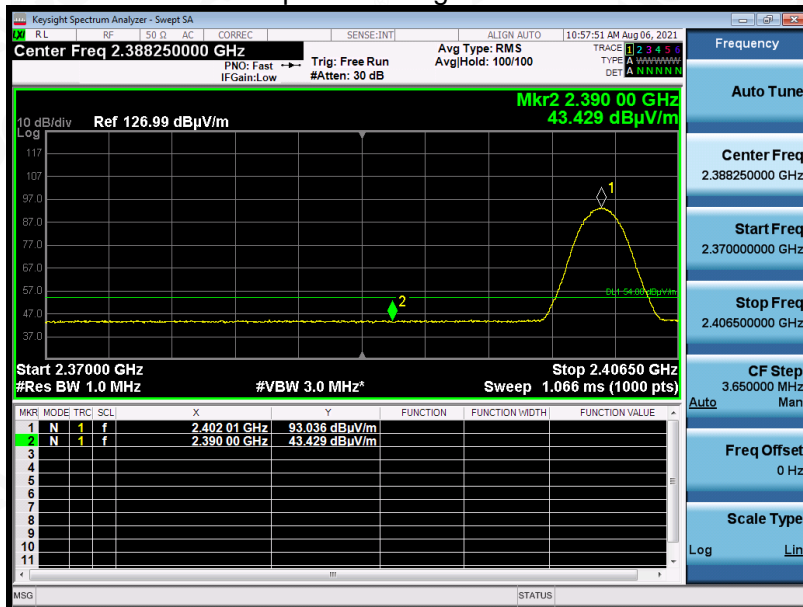 Keysight Spectrum Analyzer - Swept SA
LXI RL RF 50 Ω AC CORREC SENSE:INT ALIGN AUTO 10:57:51 AM Aug 06, 2021
Center Freq 2.388250000 GHz
PNO: Fast
IFGain:Low
Trig: Free Run
#Atten: 30 dB
Avg Type: RMS
Avg|Hold: 100/100
TRACE 1 2 3 4 5 6
TYPE A WWWWW
DET A N N N N N
Mkr2 2.390 00 GHz
43.429 dBµV/m
10 dB/div Ref 126.99 dBµV/m
Log
117
107
97.0
87.0
77.0
67.0
57.0
47.0
37.0
1
2
DL1 54.00 dBµV/m
Start 2.37000 GHz Stop 2.40650 GHz
#Res BW 1.0 MHz #VBW 3.0 MHz* Sweep 1.066 ms (1000 pts)
MKR MODE TRC SCL X Y FUNCTION FUNCTION WIDTH FUNCTION VALUE
1 N 1 f 2.402 01 GHz 93.036 dBµV/m
2 N 1 f 2.390 00 GHz 43.429 dBµV/m
3
4
5
6
7
8
9
10
11
MSG STATUS
Frequency
Auto Tune
Center Freq
2.388250000 GHz
Start Freq
2.370000000 GHz
Stop Freq
2.406500000 GHz
CF Step
3.650000 MHz
Auto Man
Freq Offset
0 Hz
Scale Type
Log Lin